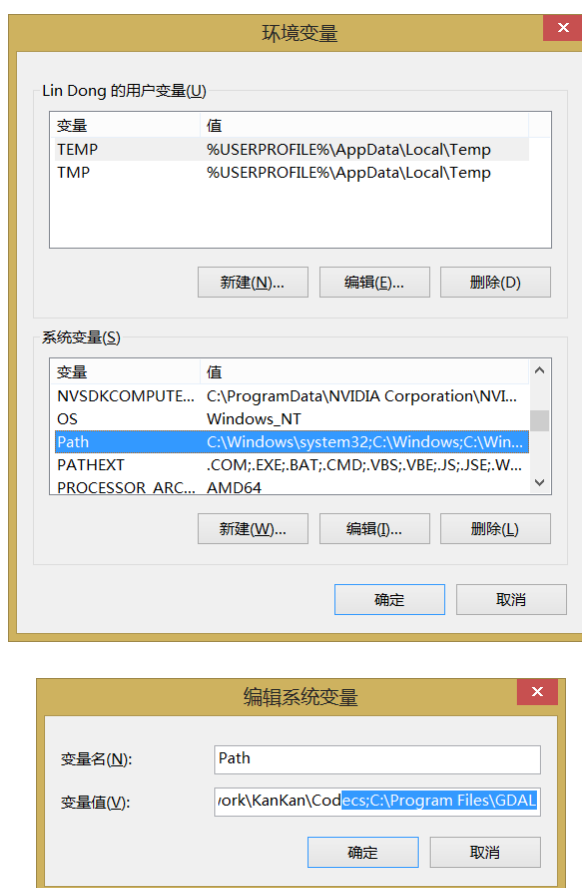 环境变量
Lin Dong 的用户变量(U)
变量 值
TEMP %USERPROFILE%\AppData\Local\Temp
TMP %USERPROFILE%\AppData\Local\Temp
新建(N)... 编辑(E)... 删除(D)
系统变量(S)
变量 值
NVSDKCOMPUTE... C:\ProgramData\NVIDIA Corporation\NVI...
OS Windows_NT
Path C:\Windows\system32;C:\Windows;C:\Win...
PATHEXT .COM;.EXE;.BAT;.CMD;.VBS;.VBE;.JS;.JSE;.W...
PROCESSOR_ARC... AMD64
新建(W)... 编辑(I)... 删除(L)
确定 取消
编辑系统变量
变量名(N): Path
变量值(V): vork\KanKan\Codecs;C:\Program Files\GDAL
确定 取消